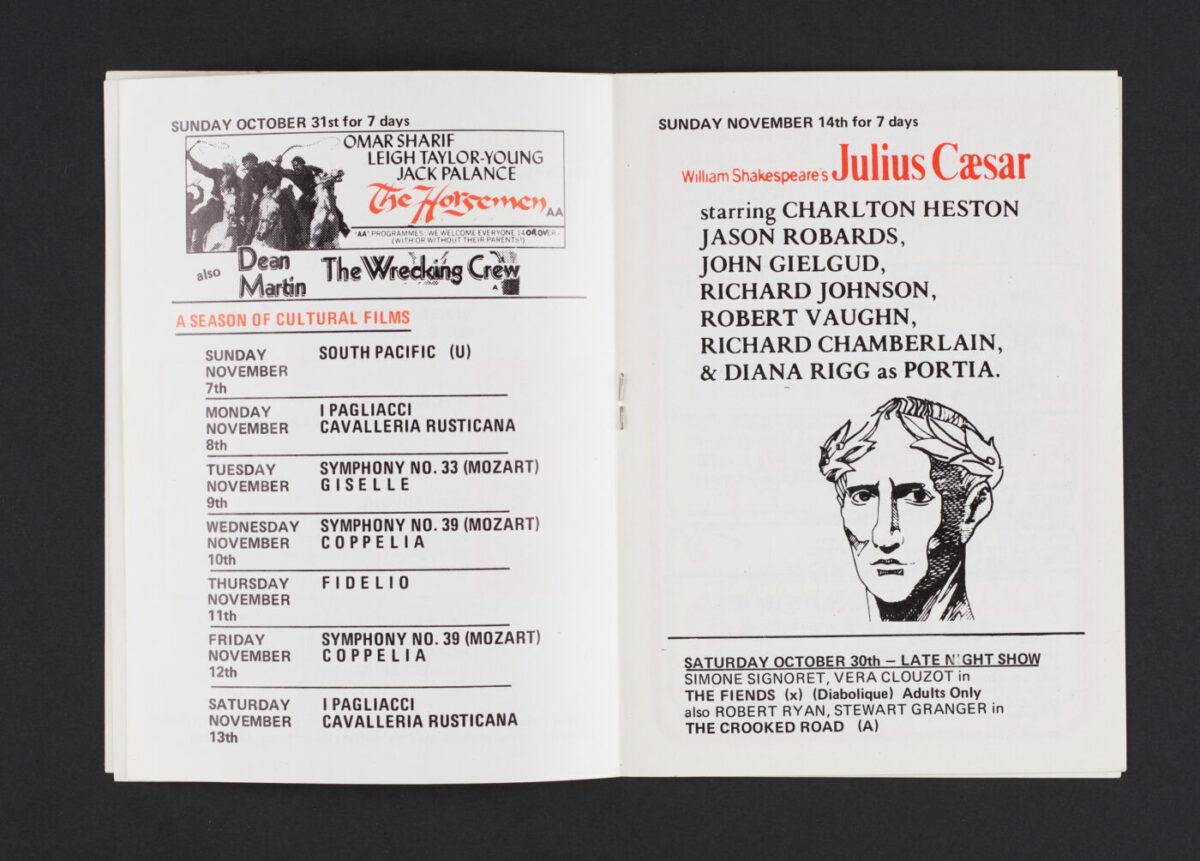 SUNDAY OCTOBER 31st for 7 days
OMAR SHARIF
LEIGH TAYLOR-YOUNG
JACK PALANCE
The Horsemen AA
'AA' PROGRAMMES: WE WELCOME EVERYONE 14 OR OVER -
(WITH OR WITHOUT THEIR PARENTS!)
also Dean Martin The Wrecking Crew A
A SEASON OF CULTURAL FILMS
SUNDAY NOVEMBER 7th SOUTH PACIFIC (U)
MONDAY NOVEMBER 8th I PAGLIACCI
CAVALLERIA RUSTICANA
TUESDAY NOVEMBER 9th SYMPHONY NO. 33 (MOZART)
GISELLE
WEDNESDAY NOVEMBER 10th SYMPHONY NO. 39 (MOZART)
COPPELIA
THURSDAY NOVEMBER 11th FIDELIO
FRIDAY NOVEMBER 12th SYMPHONY NO. 39 (MOZART)
COPPELIA
SATURDAY NOVEMBER 13th I PAGLIACCI
CAVALLERIA RUSTICANA
SUNDAY NOVEMBER 14th for 7 days
William Shakespeare's Julius Cæsar
starring CHARLTON HESTON
JASON ROBARDS,
JOHN GIELGUD,
RICHARD JOHNSON,
ROBERT VAUGHN,
RICHARD CHAMBERLAIN,
& DIANA RIGG as PORTIA.
SATURDAY OCTOBER 30th – LATE NIGHT SHOW
SIMONE SIGNORET, VERA CLOUZOT in
THE FIENDS (x) (Diabolique) Adults Only
also ROBERT RYAN, STEWART GRANGER in
THE CROOKED ROAD (A)